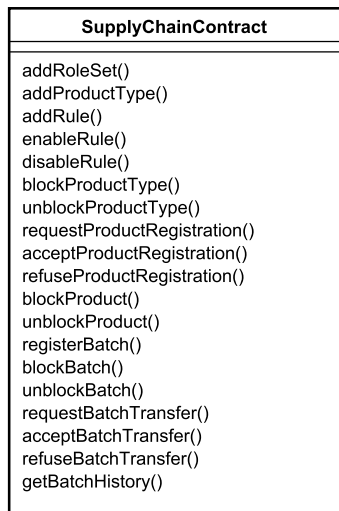 SupplyChainContract
addRoleSet()
addProductType()
addRule()
enableRule()
disableRule()
blockProductType()
unblockProductType()
requestProductRegistration()
acceptProductRegistration()
refuseProductRegistration()
blockProduct()
unblockProduct()
registerBatch()
blockBatch()
unblockBatch()
requestBatchTransfer()
acceptBatchTransfer()
refuseBatchTransfer()
getBatchHistory()